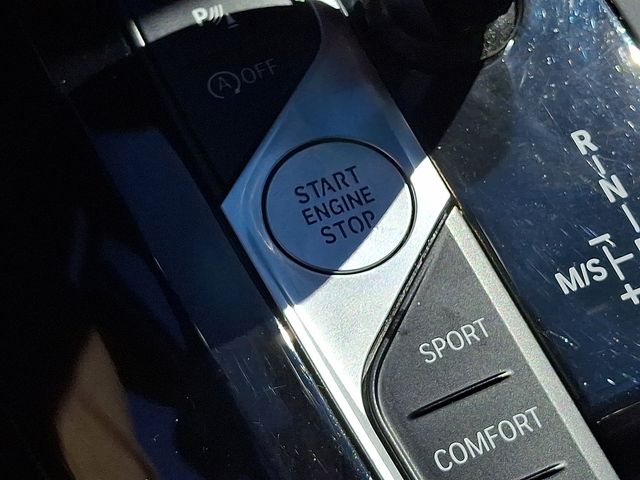 P
A OFF
START
ENGINE
STOP
SPORT
COMFORT
R
N
M/S
+